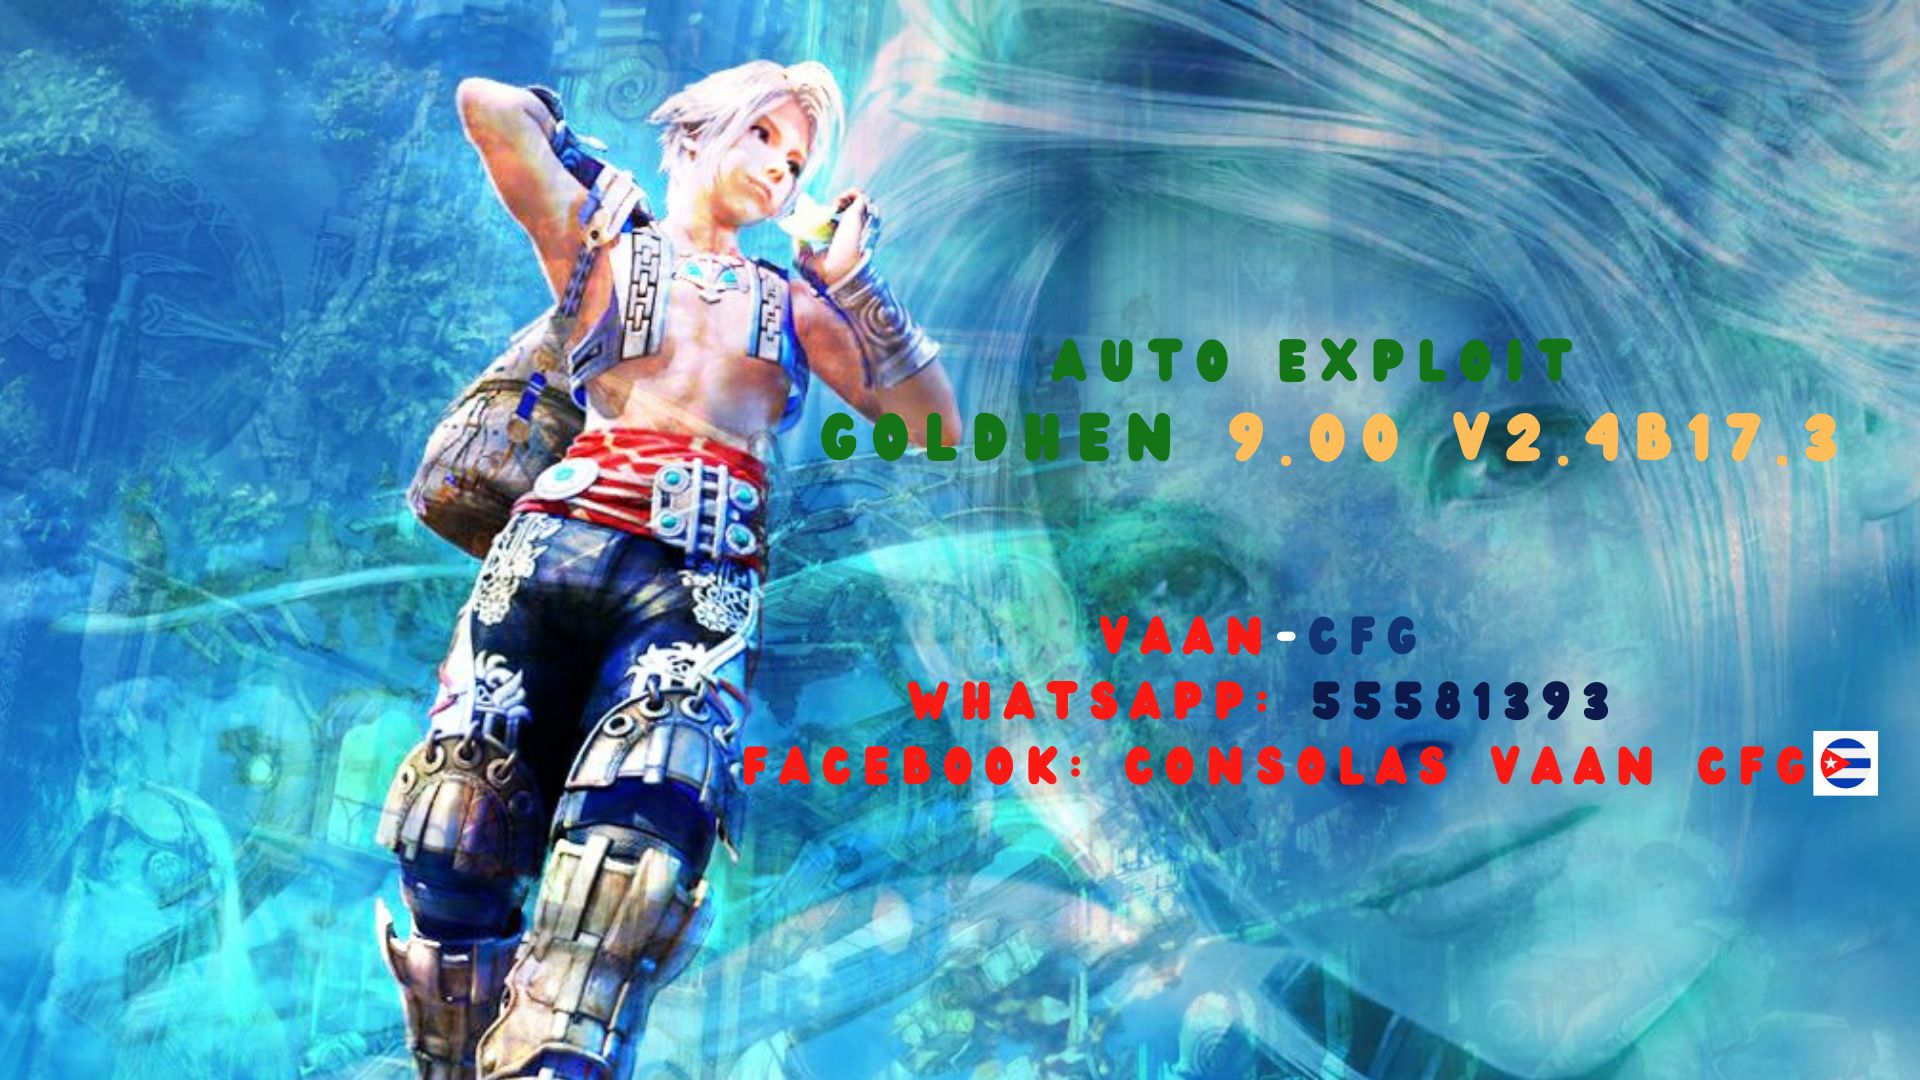 AUTO EXPLOIT
GOLDHEN 9.00 V2.4B17.3
VAAN-CFG
WHATSAPP: 55581393
FACEBOOK: CONSOLAS VAAN CFG